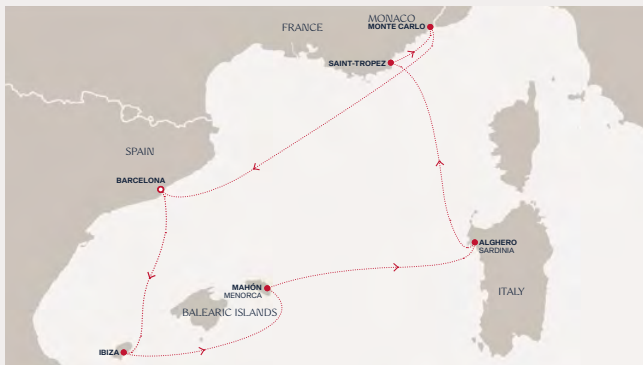 MONACO
MONTE CARLO
FRANCE
SAINT-TROPEZ
SPAIN
BARCELONA
ALGHERO
SARDINIA
MAHÓN
MENORCA
ITALY
BALEARIC ISLANDS
IBIZA